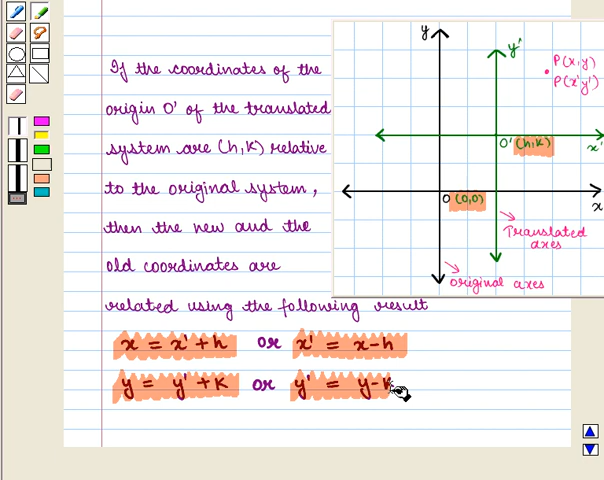 If the coordinates of the
origin O' of the translated
system are (h,k) relative
to the original system,
then the new and the
old coordinates are
related using the following result
x = x' + h or x' = x - h
y = y' + k or y' = y - k
y
y'
P(x,y)
P(x'y')
O' (h,k)
x'
O (0,0)
x
Translated
axes
original axes